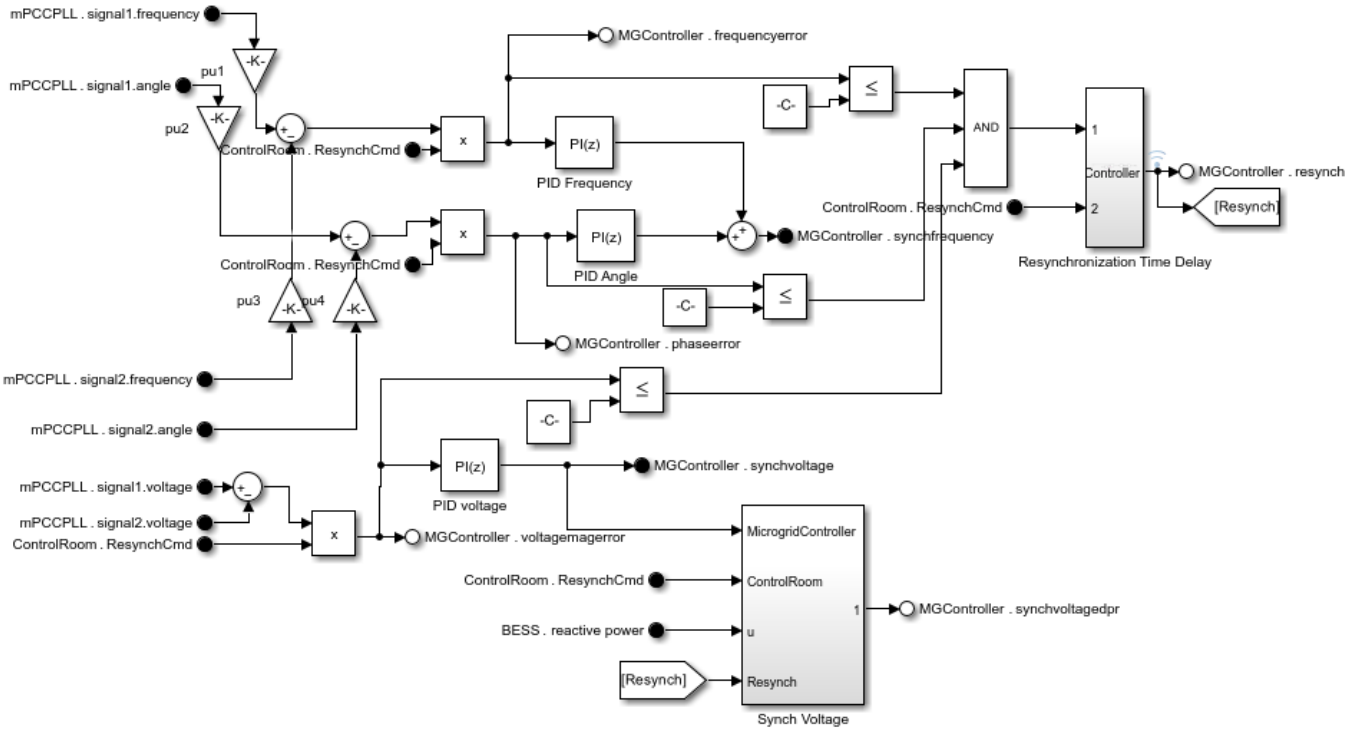 mPCCPLL . signal1.frequency
-K-
pu1
mPCCPLL . signal1.angle
-K-
pu2
+
−
ControlRoom . ResynchCmd
x
PI(z)
PID Frequency
MGController . frequencyerror
-C-
≤
AND
1
Controller
2
MGController . resynch
[Resynch]
ControlRoom . ResynchCmd
Resynchronization Time Delay
+
−
x
ControlRoom . ResynchCmd
PI(z)
PID Angle
+
+
MGController . synchfrequency
pu3
-K-
pu4
-K-
-C-
≤
MGController . phaseerror
mPCCPLL . signal2.frequency
mPCCPLL . signal2.angle
-C-
≤
PI(z)
PID voltage
MGController . synchvoltage
mPCCPLL . signal1.voltage
+
−
mPCCPLL . signal2.voltage
ControlRoom . ResynchCmd
x
MGController . voltagemagerror
MicrogridController
ControlRoom . ResynchCmd
ControlRoom
1
MGController . synchvoltagedpr
BESS . reactive power
u
[Resynch]
Resynch
Synch Voltage